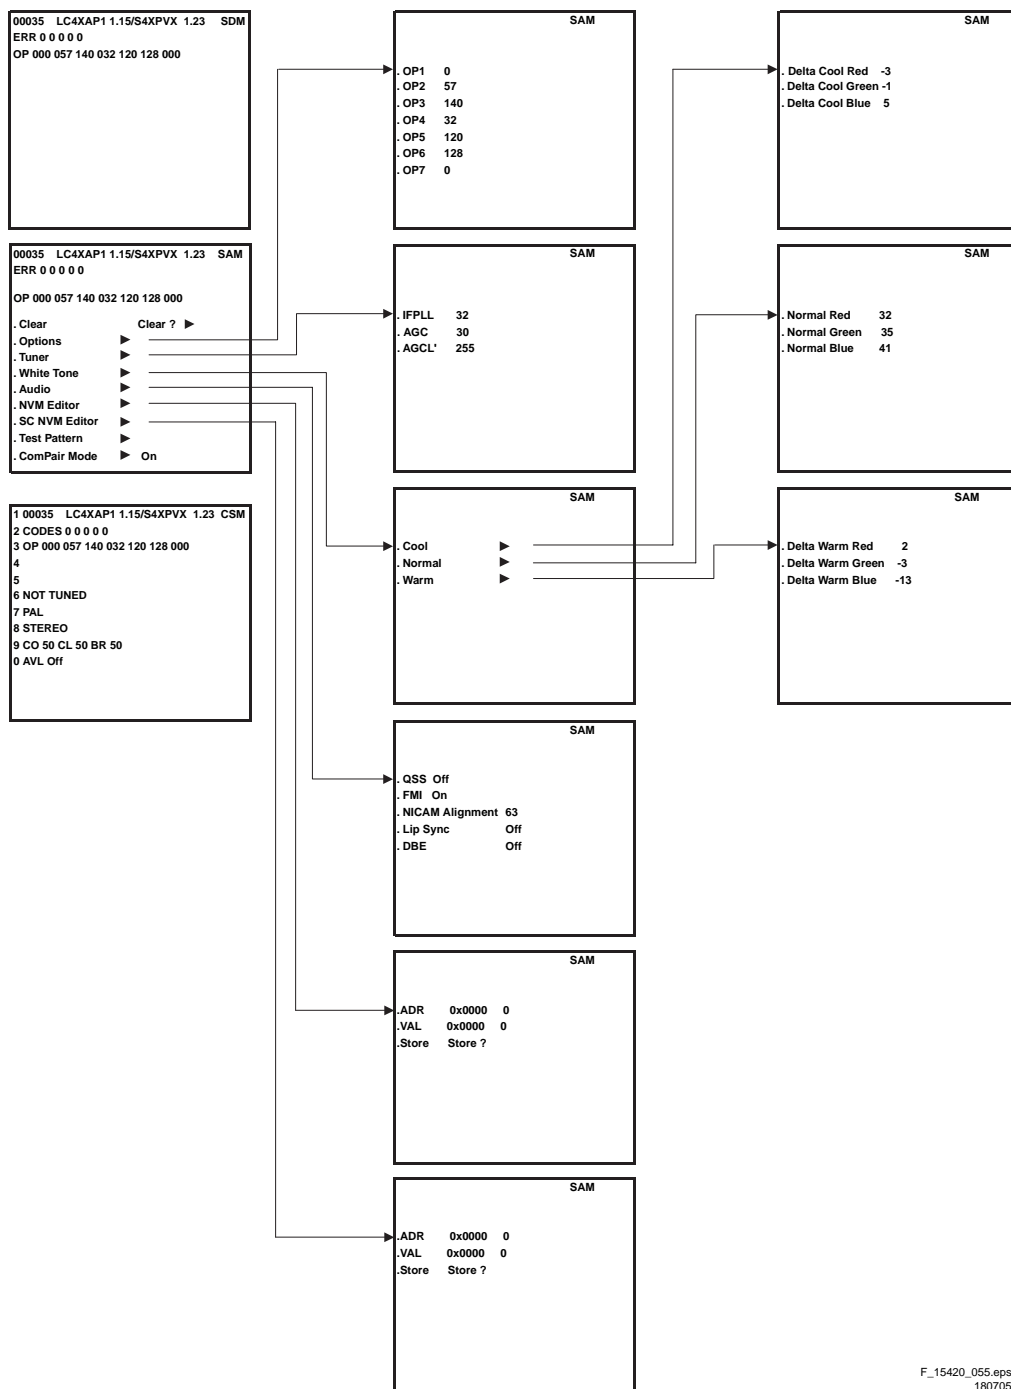 00035 LC4XAP1 1.15/S4XPVX 1.23 SDM
ERR 0 0 0 0 0
OP 000 057 140 032 120 128 000
00035 LC4XAP1 1.15/S4XPVX 1.23 SAM
ERR 0 0 0 0 0
OP 000 057 140 032 120 128 000
. Clear Clear ? ▶
. Options ▶
. Tuner ▶
. White Tone ▶
. Audio ▶
. NVM Editor ▶
. SC NVM Editor ▶
. Test Pattern ▶
. ComPair Mode ▶ On
1 00035 LC4XAP1 1.15/S4XPVX 1.23 CSM
2 CODES 0 0 0 0 0
3 OP 000 057 140 032 120 128 000
4
5
6 NOT TUNED
7 PAL
8 STEREO
9 CO 50 CL 50 BR 50
0 AVL Off
SAM
. OP1 0
. OP2 57
. OP3 140
. OP4 32
. OP5 120
. OP6 128
. OP7 0
SAM
. IFPLL 32
. AGC 30
. AGCL' 255
SAM
. Cool ▶
. Normal ▶
. Warm ▶
SAM
. QSS Off
. FMI On
. NICAM Alignment 63
. Lip Sync Off
. DBE Off
SAM
.ADR 0x0000 0
.VAL 0x0000 0
.Store Store ?
SAM
.ADR 0x0000 0
.VAL 0x0000 0
.Store Store ?
SAM
. Delta Cool Red -3
. Delta Cool Green -1
. Delta Cool Blue 5
SAM
. Normal Red 32
. Normal Green 35
. Normal Blue 41
SAM
. Delta Warm Red 2
. Delta Warm Green -3
. Delta Warm Blue -13
F_15420_055.eps
180705